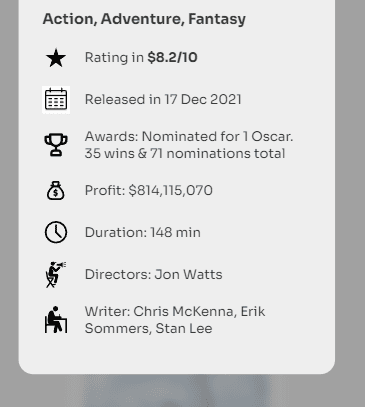 Action, Adventure, Fantasy
Rating in $8.2/10
Released in 17 Dec 2021
Awards: Nominated for 1 Oscar.
35 wins & 71 nominations total
Profit: $814,115,070
Duration: 148 min
Directors: Jon Watts
Writer: Chris McKenna, Erik
Sommers, Stan Lee